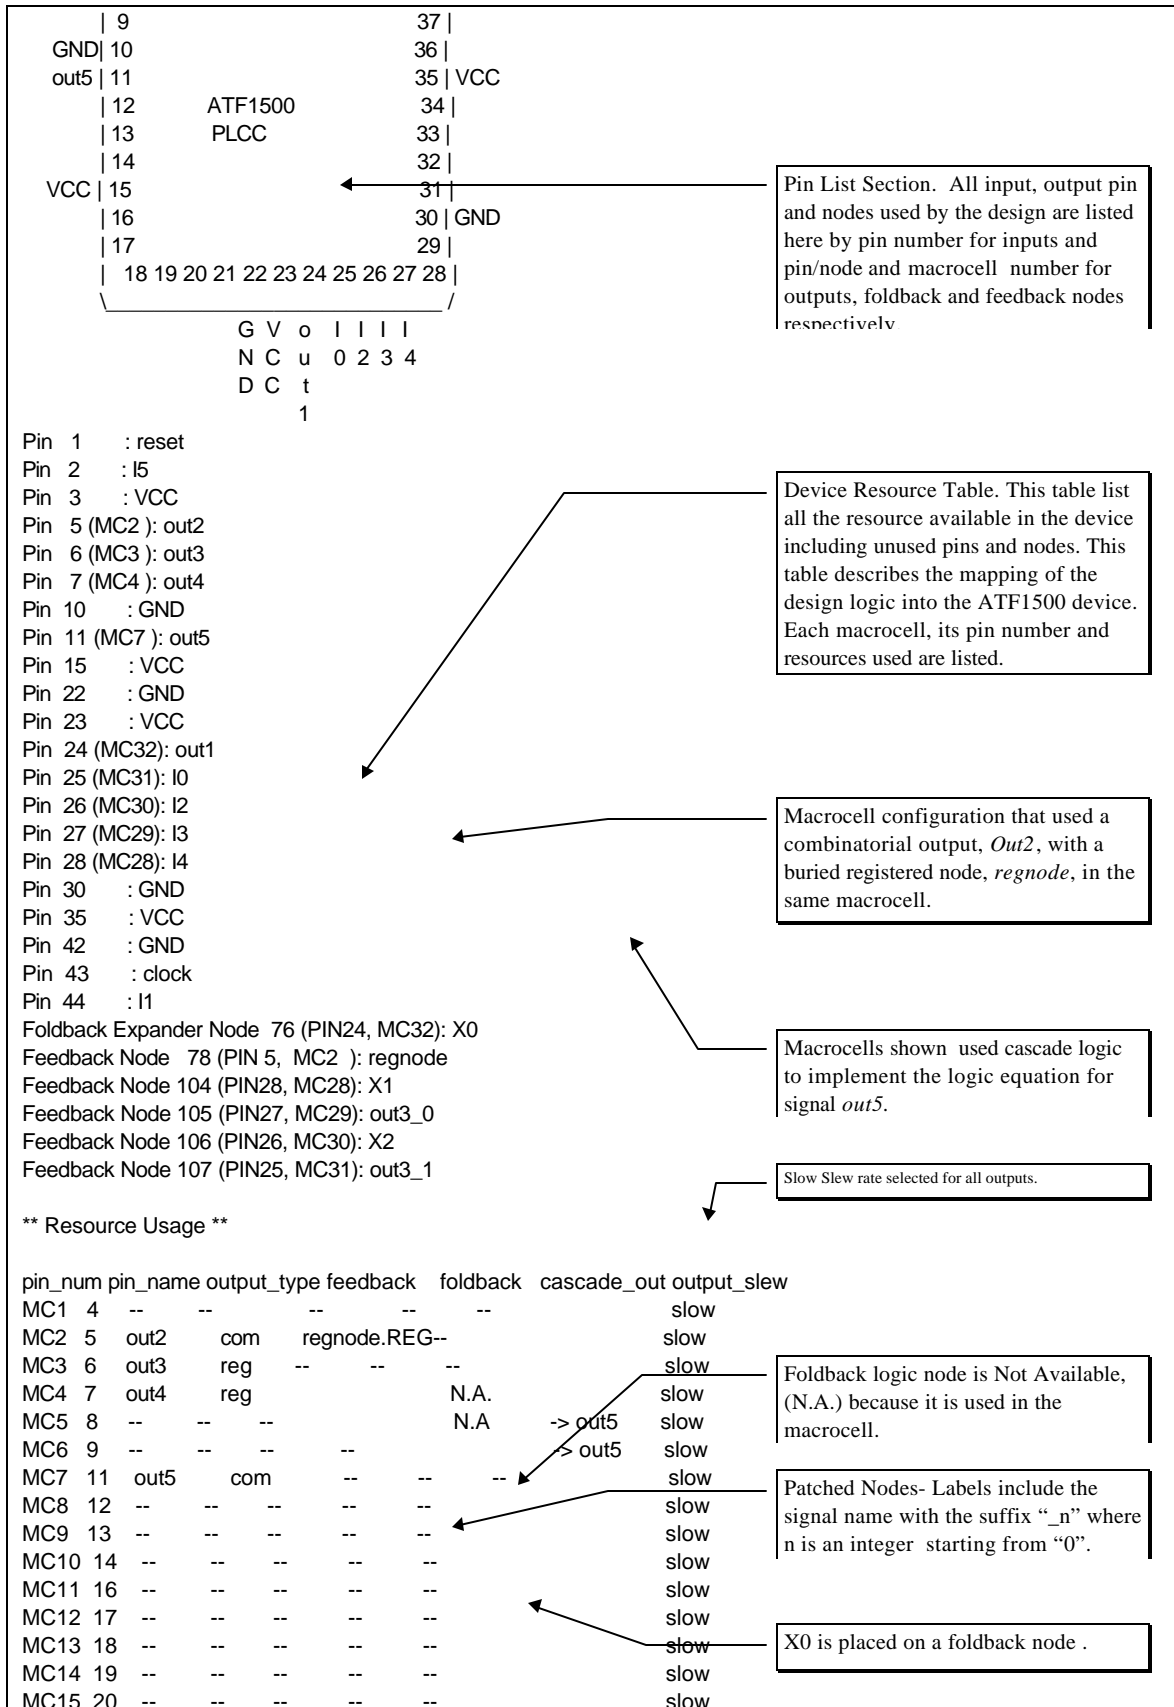 | 9 37 |
GND| 10 36 |
out5 | 11 35 | VCC
| 12 ATF1500 34 |
| 13 PLCC 33 |
| 14 32 |
VCC | 15 31 |
| 16 30 | GND
| 17 29 |
| 18 19 20 21 22 23 24 25 26 27 28 |
\____________________________ /
G V o I I I I
N C u 0 2 3 4
D C t
1
Pin 1 : reset
Pin 2 : I5
Pin 3 : VCC
Pin 5 (MC2 ): out2
Pin 6 (MC3 ): out3
Pin 7 (MC4 ): out4
Pin 10 : GND
Pin 11 (MC7 ): out5
Pin 15 : VCC
Pin 22 : GND
Pin 23 : VCC
Pin 24 (MC32): out1
Pin 25 (MC31): I0
Pin 26 (MC30): I2
Pin 27 (MC29): I3
Pin 28 (MC28): I4
Pin 30 : GND
Pin 35 : VCC
Pin 42 : GND
Pin 43 : clock
Pin 44 : I1
Foldback Expander Node 76 (PIN24, MC32): X0
Feedback Node 78 (PIN 5, MC2 ): regnode
Feedback Node 104 (PIN28, MC28): X1
Feedback Node 105 (PIN27, MC29): out3_0
Feedback Node 106 (PIN26, MC30): X2
Feedback Node 107 (PIN25, MC31): out3_1
** Resource Usage **
pin_num pin_name output_type feedback foldback cascade_out output_slew
MC1 4 -- -- -- -- -- slow
MC2 5 out2 com regnode.REG-- slow
MC3 6 out3 reg -- -- -- slow
MC4 7 out4 reg N.A. slow
MC5 8 -- -- -- N.A -> out5 slow
MC6 9 -- -- -- -- -> out5 slow
MC7 11 out5 com -- -- -- slow
MC8 12 -- -- -- -- -- slow
MC9 13 -- -- -- -- -- slow
MC10 14 -- -- -- -- -- slow
MC11 16 -- -- -- -- -- slow
MC12 17 -- -- -- -- -- slow
MC13 18 -- -- -- -- -- slow
MC14 19 -- -- -- -- -- slow
MC15 20 -- -- -- -- -- slow
Pin List Section. All input, output pin
and nodes used by the design are listed
here by pin number for inputs and
pin/node and macrocell number for
outputs, foldback and feedback nodes
respectively.
Device Resource Table. This table list
all the resource available in the device
including unused pins and nodes. This
table describes the mapping of the
design logic into the ATF1500 device.
Each macrocell, its pin number and
resources used are listed.
Macrocell configuration that used a
combinatorial output, Out2, with a
buried registered node, regnode, in the
same macrocell.
Macrocells shown used cascade logic
to implement the logic equation for
signal out5.
Slow Slew rate selected for all outputs.
Foldback logic node is Not Available,
(N.A.) because it is used in the
macrocell.
Patched Nodes- Labels include the
signal name with the suffix “_n” where
n is an integer starting from “0”.
X0 is placed on a foldback node .